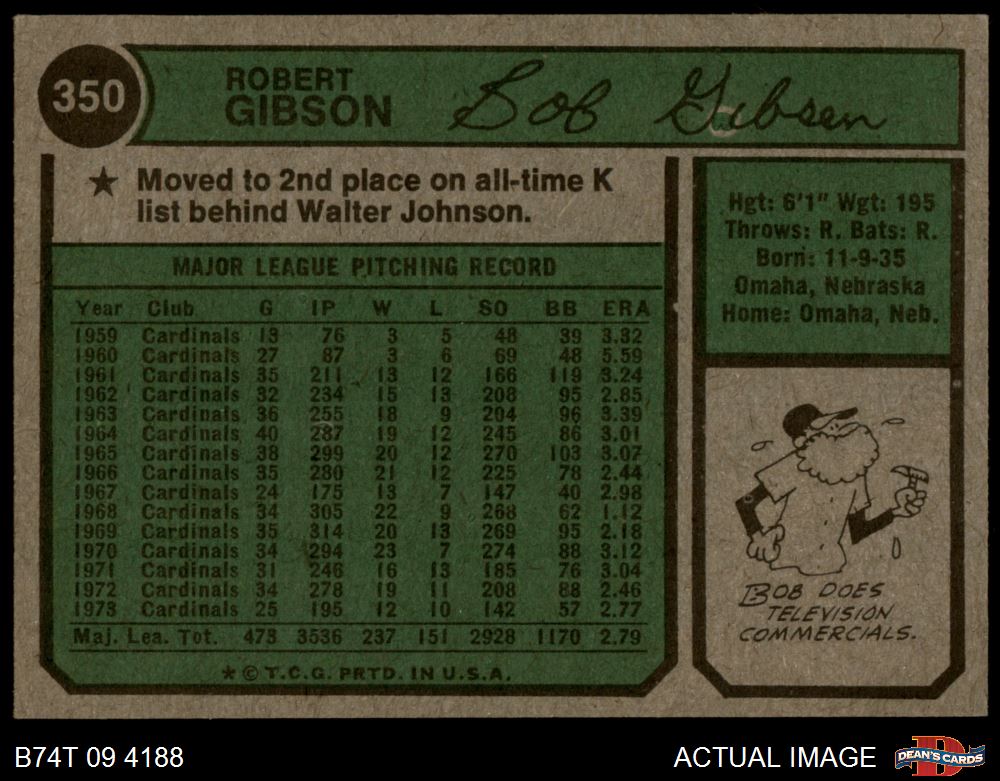 350
ROBERT
GIBSON
Bob Gibson
★ Moved to 2nd place on all-time K
list behind Walter Johnson.
MAJOR LEAGUE PITCHING RECORD
Year Club G IP W L SO BB ERA
1959 Cardinals 13 76 3 5 48 39 3.32
1960 Cardinals 27 87 3 6 69 48 5.59
1961 Cardinals 35 211 13 12 166 119 3.24
1962 Cardinals 32 234 15 13 208 95 2.85
1963 Cardinals 36 255 18 9 204 96 3.39
1964 Cardinals 40 287 19 12 245 86 3.01
1965 Cardinals 38 299 20 12 270 103 3.07
1966 Cardinals 35 280 21 12 225 78 2.44
1967 Cardinals 24 175 13 7 147 40 2.98
1968 Cardinals 34 305 22 9 268 62 1.12
1969 Cardinals 35 314 20 13 269 95 2.18
1970 Cardinals 34 294 23 7 274 88 3.12
1971 Cardinals 31 246 16 13 185 76 3.04
1972 Cardinals 34 278 19 11 208 88 2.46
1973 Cardinals 25 195 12 10 142 57 2.77
Maj. Lea. Tot. 473 3536 237 151 2928 1170 2.79
* © T.C.G. PRTD. IN U.S.A.
Hgt: 6'1" Wgt: 195
Throws: R. Bats: R.
Born: 11-9-35
Omaha, Nebraska
Home: Omaha, Neb.
BOB DOES
TELEVISION
COMMERCIALS.
B74T 09 4188
ACTUAL IMAGE
DEAN'S CARDS